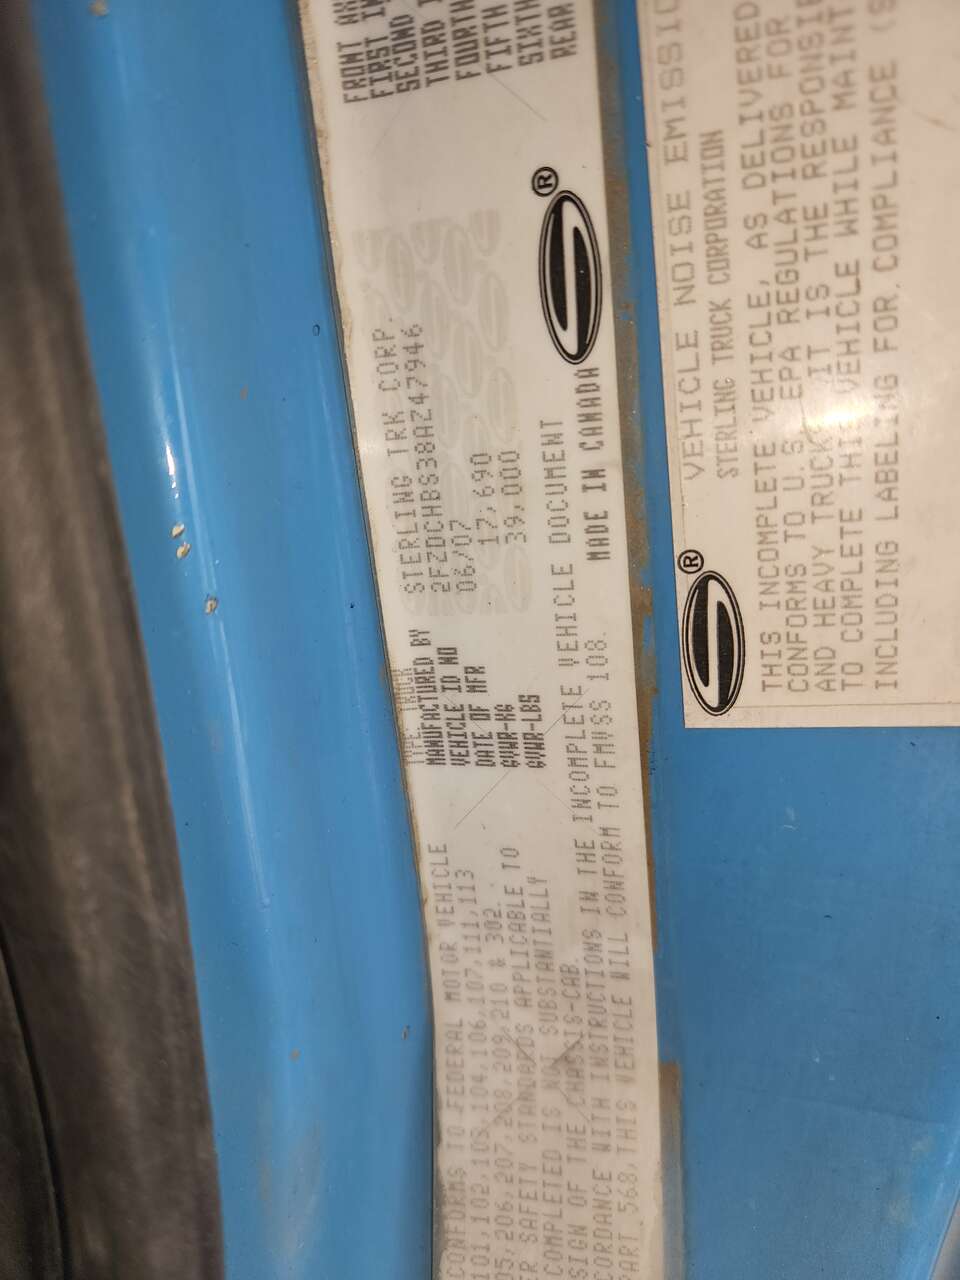 CONFORMS TO FEDERAL MOTOR VEHICLE
101,102,103,104,106,107,111,113
05,206,207,208,209,210 & 302.
ER SAFETY STANDARDS APPLICABLE TO
COMPLETED IS NOT SUBSTANTIALLY
SIGN OF THE CHASSIS-CAB.
CORDANCE WITH INSTRUCTIONS IN THE INCOMPLETE VEHICLE DOCUMENT
PART 568,THIS VEHICLE WILL CONFORM TO FMVSS 108.
MADE IN CANADA
TYPE: TRUCK
MANUFACTURED BY STERLING TRK CORP.
VEHICLE ID NO 2FZDCHBS38AZ47946
DATE OF MFR 06/07
GVWR-KG 17,690
GVWR-LBS 39,000
FRONT AX
FIRST IN
SECOND
THIRD I
FOURTH
FIFTH
SIXTH
REAR
®
®
VEHICLE NOISE EMISSIO
STERLING TRUCK CORPORATION
THIS INCOMPLETE VEHICLE, AS DELIVERED
CONFORMS TO U.S. EPA REGULATIONS FOR
AND HEAVY TRUCK. IT IS THE RESPONSIB
TO COMPLETE THIS VEHICLE WHILE MAINT
INCLUDING LABELING FOR COMPLIANCE (S